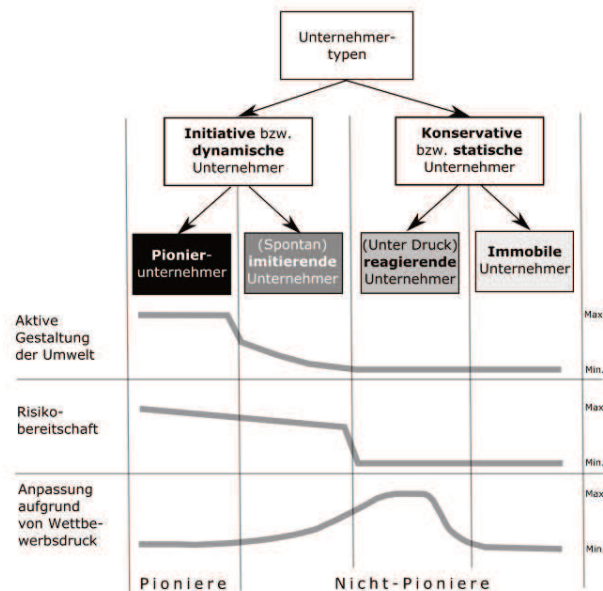 Unternehmer-
typen
Initiative bzw.
dynamische
Unternehmer
Konservative
bzw. statische
Unternehmer
Pionier-
unternehmer
(Spontan)
imitierende
Unternehmer
(Unter Druck)
reagierende
Unternehmer
Immobile
Unternehmer
Aktive
Gestaltung
der Umwelt
Max
Min.
Risiko-
bereitschaft
Max
Min.
Anpassung
aufgrund
von Wettbe-
werbsdruck
Max
Min.
Pioniere
Nicht-Pioniere